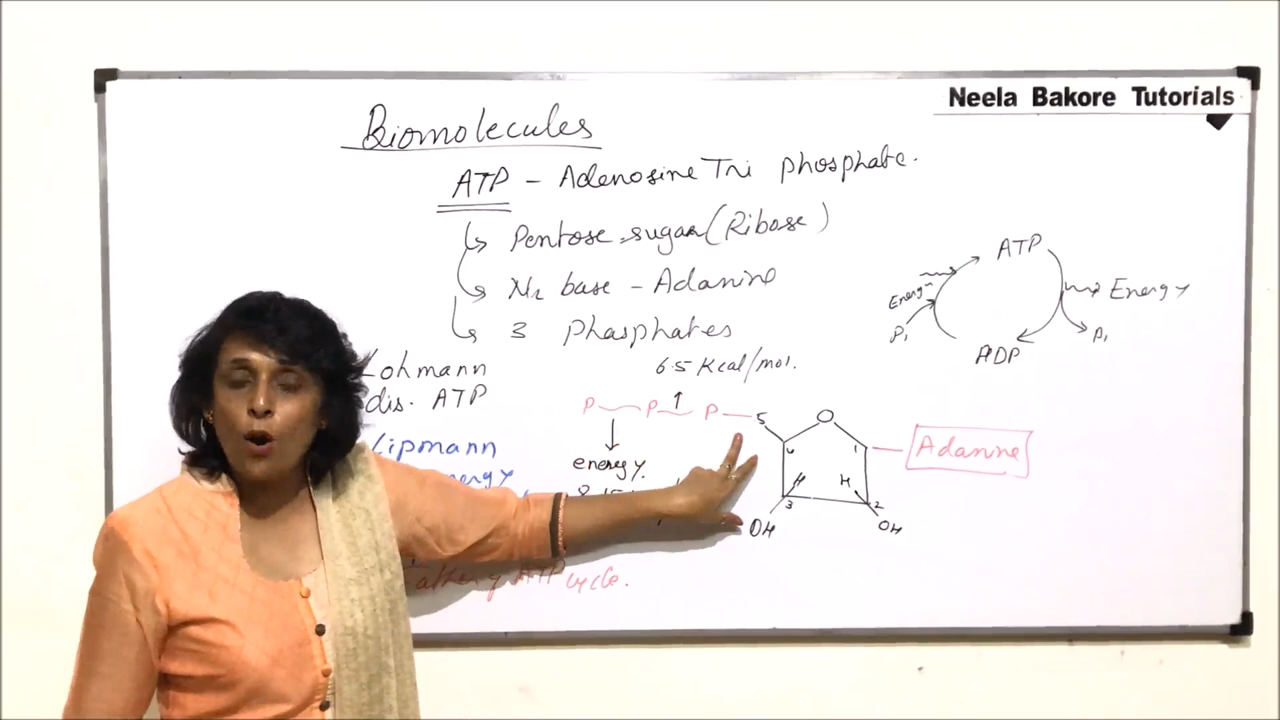 Neela Bakore Tutorials
Biomolecules
ATP - Adenosine Tri phosphate.
Pentose sugar (Ribose)
N2 base - Adanine
3 Phosphates
Lohmann
dis. ATP
Lipmann
6.5 Kcal/mol.
P P P 5
energy.
O
4
1
3
2
H
H
OH
OH
Adanine
ATP cycle.
ATP
Energy
Pi
ADP
Energy
Pi